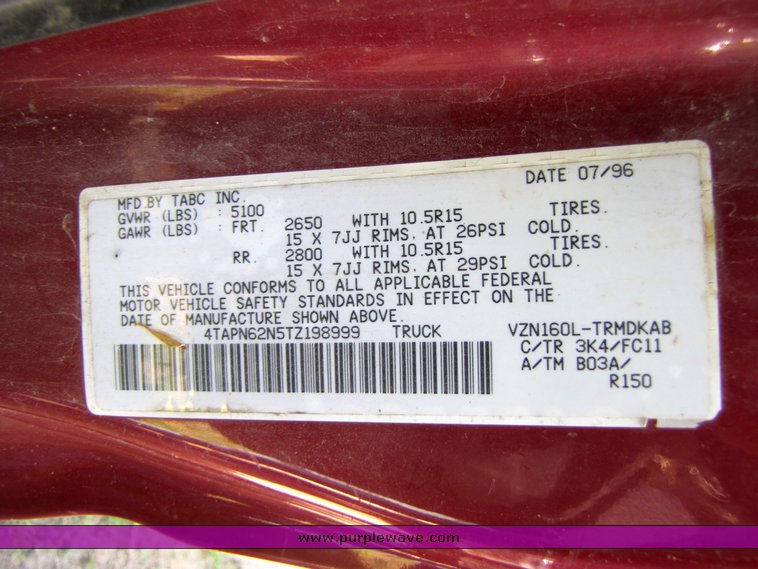 DATE 07/96
MFD.BY TABC INC.
GVWR (LBS) : 5100
GAWR (LBS) : FRT. 2650 WITH 10.5R15 TIRES.
15 X 7JJ RIMS. AT 26PSI COLD.
RR. 2800 WITH 10.5R15 TIRES.
15 X 7JJ RIMS. AT 29PSI COLD.
THIS VEHICLE CONFORMS TO ALL APPLICABLE FEDERAL
MOTOR VEHICLE SAFETY STANDARDS IN EFFECT ON THE
DATE OF MANUFACTURE SHOWN ABOVE.
4TAPN62N5TZ198999 TRUCK VZN160L-TRMDKAB
C/TR 3K4/FC11
A/TM B03A/
R150
www.purplewave.com